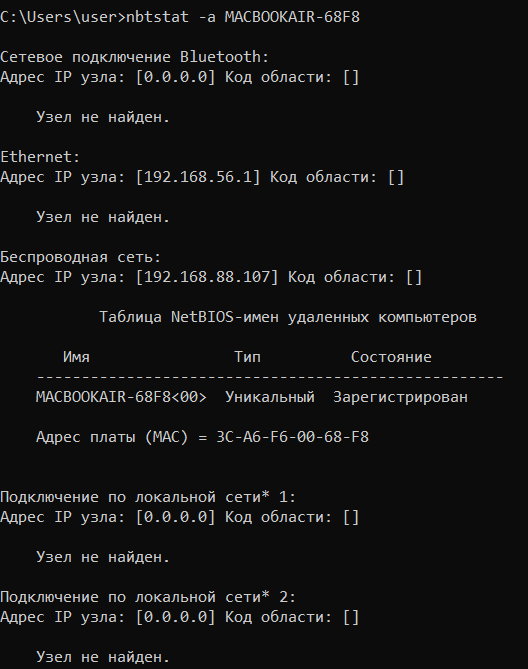 C:\Users\user>nbtstat -a MACBOOKAIR-68F8
Сетевое подключение Bluetooth:
Адрес IP узла: [0.0.0.0] Код области: []
Узел не найден.
Ethernet:
Адрес IP узла: [192.168.56.1] Код области: []
Узел не найден.
Беспроводная сеть:
Адрес IP узла: [192.168.88.107] Код области: []
Таблица NetBIOS-имен удаленных компьютеров
Имя Тип Состояние
----------------------------------------------------
MACBOOKAIR-68F8<00> Уникальный Зарегистрирован
Адрес платы (MAC) = 3C-A6-F6-00-68-F8
Подключение по локальной сети* 1:
Адрес IP узла: [0.0.0.0] Код области: []
Узел не найден.
Подключение по локальной сети* 2:
Адрес IP узла: [0.0.0.0] Код области: []
Узел не найден.